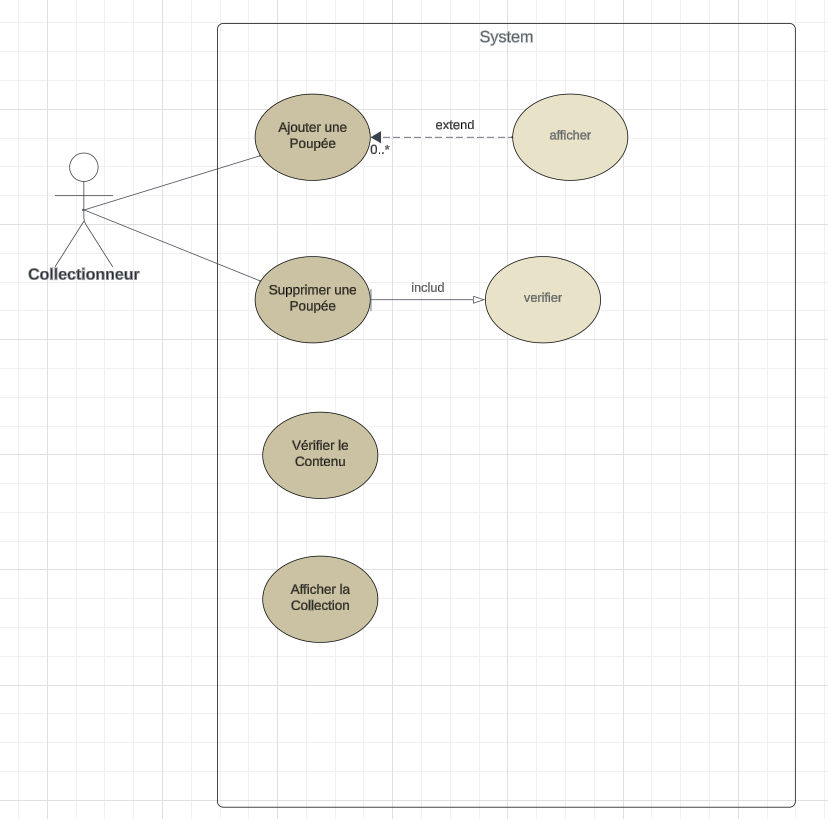 System
Ajouter une
Poupée
extend
0..*
afficher
Collectionneur
Supprimer une
Poupée
includ
verifier
Vérifier le
Contenu
Afficher la
Collection